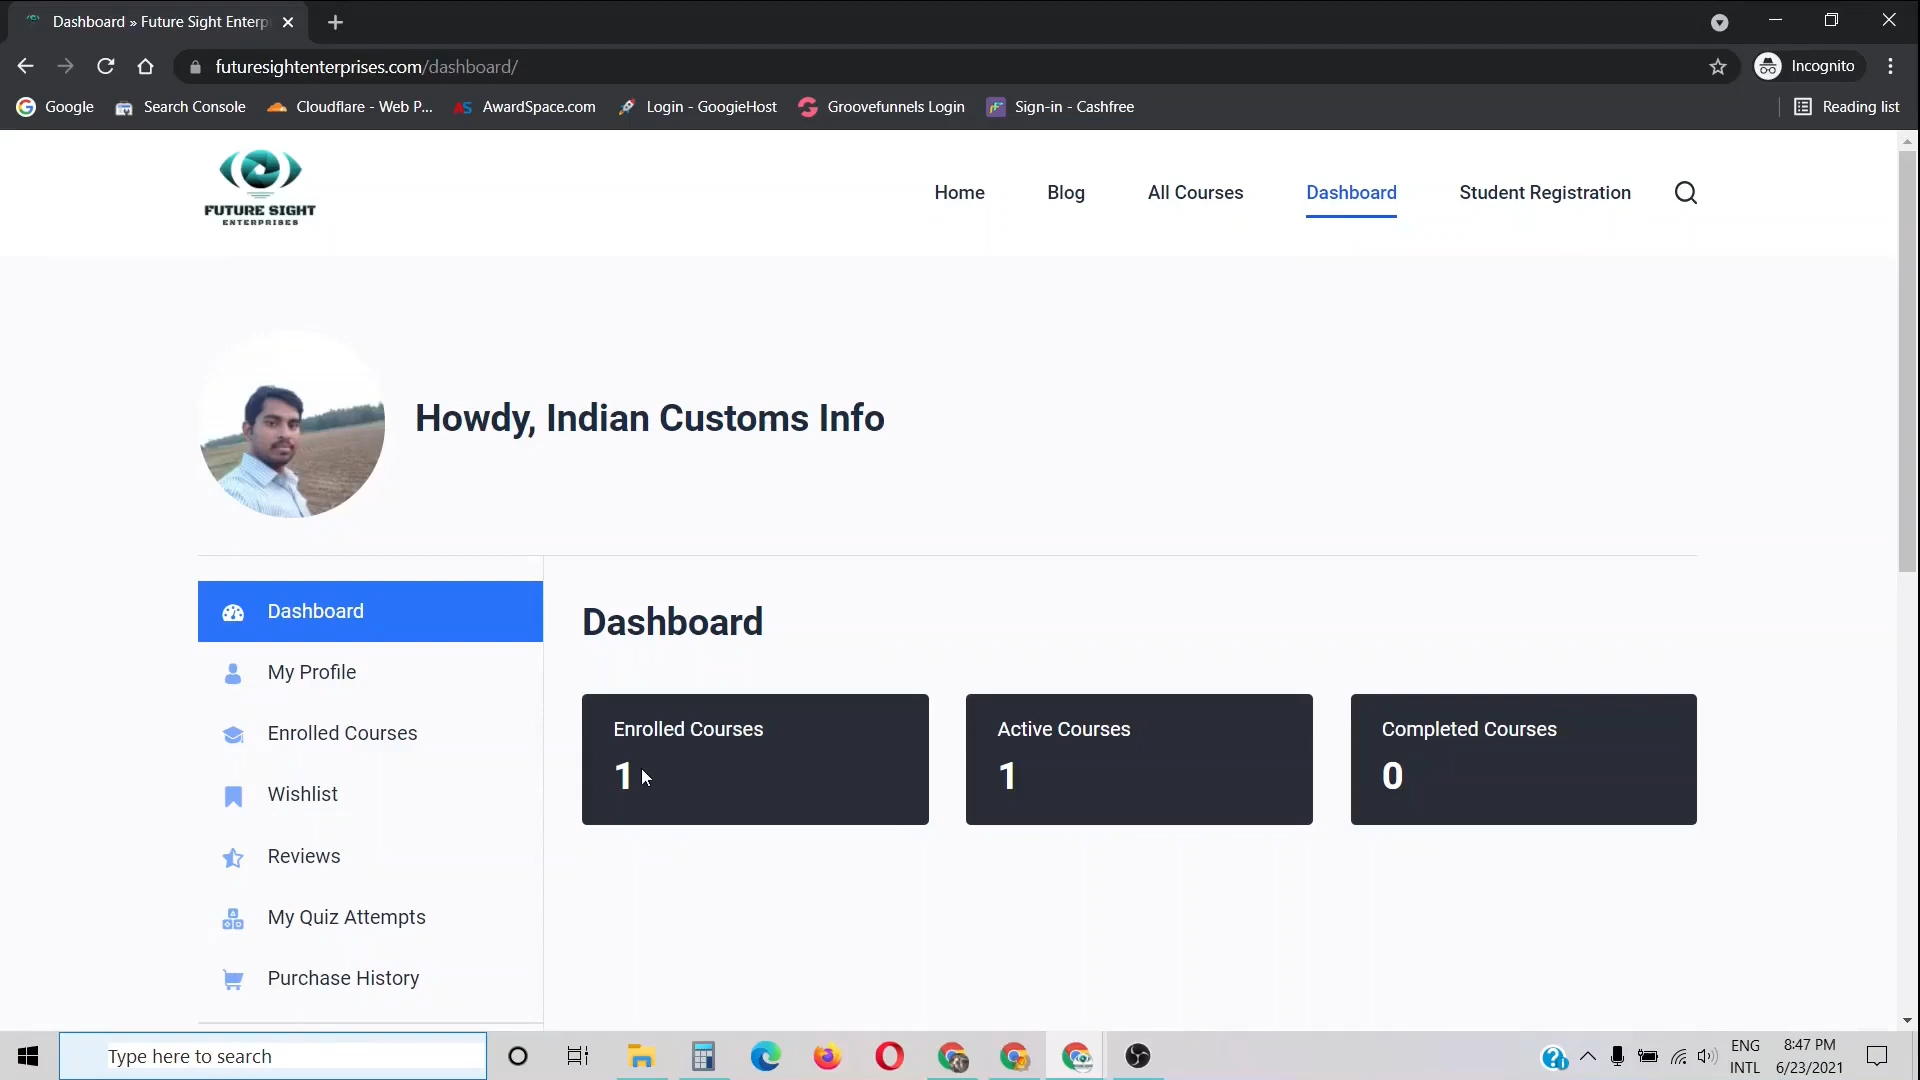 Dashboard » Future Sight Enterp
futuresightenterprises.com/dashboard/
Incognito
Google
Search Console
Cloudflare - Web P...
AwardSpace.com
Login - GoogieHost
Groovefunnels Login
Sign-in - Cashfree
Reading list
FUTURE SIGHT
ENTERPRISES
Home
Blog
All Courses
Dashboard
Student Registration
Howdy, Indian Customs Info
Dashboard
My Profile
Enrolled Courses
Wishlist
Reviews
My Quiz Attempts
Purchase History
Dashboard
Enrolled Courses
1
Active Courses
1
Completed Courses
0
Type here to search
ENG
INTL
8:47 PM
6/23/2021